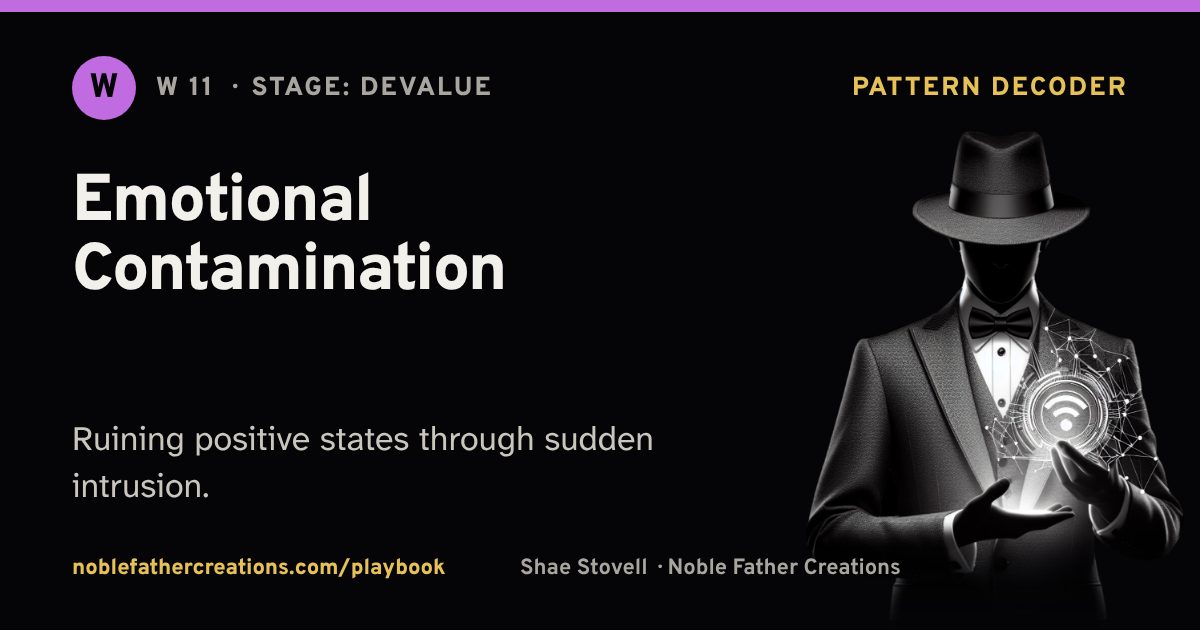 W
W 11 · STAGE: DEVALUE
PATTERN DECODER
Emotional
Contamination
Ruining positive states through sudden
intrusion.
noblefathercreations.com/playbook
Shae Stovell · Noble Father Creations